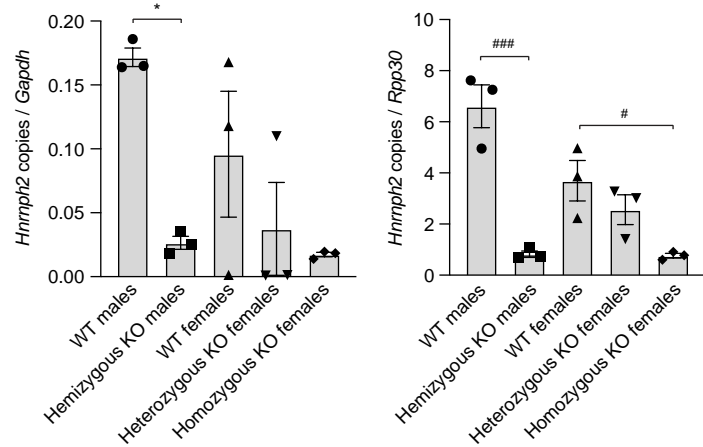 *
0.20
0.15
0.10
0.05
0.00
Hnrnph2 copies / Gapdh
WT males
Hemizygous KO males
WT females
Heterozygous KO females
Homozygous KO females
###
#
10
8
6
4
2
0
Hnrnph2 copies / Rpp30
WT males
Hemizygous KO males
WT females
Heterozygous KO females
Homozygous KO females